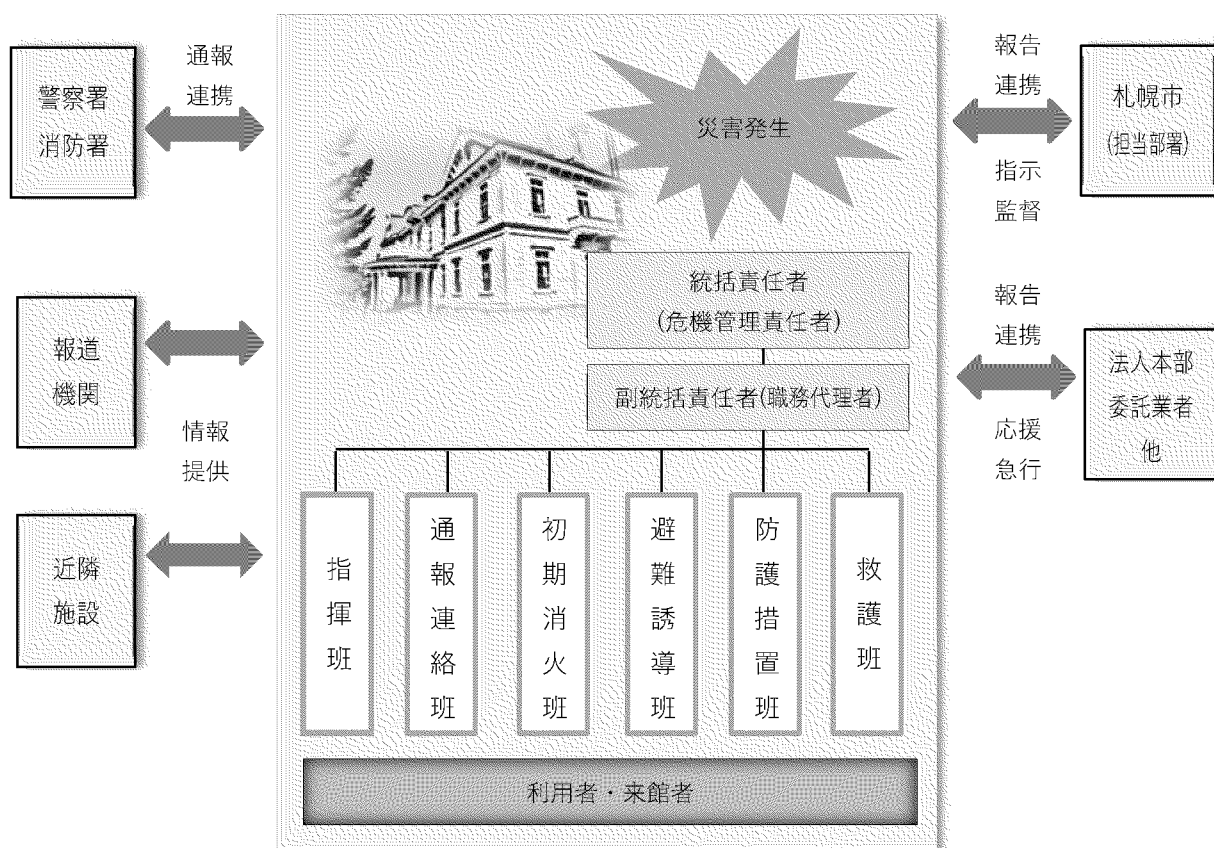 警察署
消防署
通報
連携
報道
機関
情報
提供
近隣
施設
災害発生
統括責任者
(危機管理責任者)
副統括責任者(職務代理者)
指揮班
通報連絡班
初期消火班
避難誘導班
防護措置班
救護班
利用者・来館者
報告
連携
指示
監督
札幌市
(担当部署)
報告
連携
応援
急行
法人本部
委託業者
他